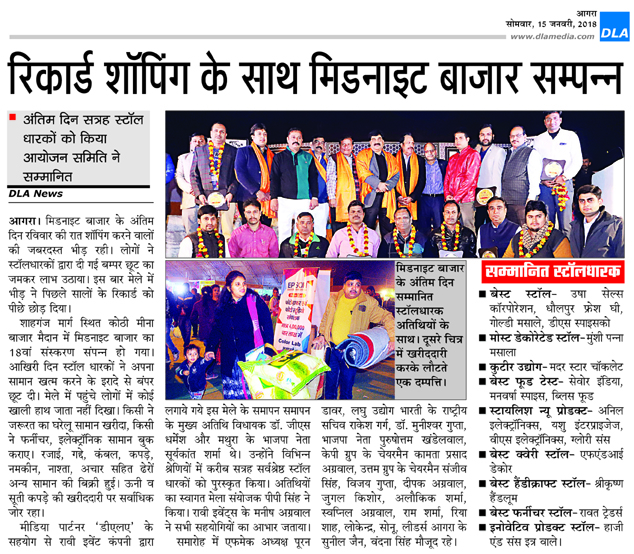 आगरा
सोमवार, 15 जनवरी, 2018
www.dlamedia.com
DLA
रिकार्ड शॉपिंग के साथ मिडनाइट बाजार सम्पन्न
अंतिम दिन सत्रह स्टॉल
धारकों को किया
आयोजन समिति ने
सम्मानित
DLA News
आगरा। मिडनाइट बाजार के अंतिम
दिन रविवार की रात शॉपिंग करने वालों
की जबरदस्त भीड़ रही। लोगों ने
स्टॉलधारकों द्वारा दी गई बम्पर छूट का
जमकर लाभ उठाया। इस बार मेले में
भीड़ ने पिछले सालों के रिकार्ड को
पीछे छोड़ दिया।
शाहगंज मार्ग स्थित कोठी मीना
बाजार मैदान में मिडनाइट बाजार का
18वां संस्करण संपन्न हो गया।
आखिरी दिन स्टॉल धारकों ने अपना
सामान खत्म करने के इरादे से बंपर
छूट दी। मेले में पहुंचे लोगों में कोई
खाली हाथ जाता नहीं दिखा। किसी ने
जरूरत का घरेलू सामान खरीदा, किसी
ने फर्नीचर, इलेक्ट्रॉनिक सामान बुक
कराए। रजाई, गद्दे, कंबल, कपड़े,
नमकीन, नाश्ता, अचार सहित ढेरों
अन्य सामान की बिक्री हुई। ऊनी व
सूती कपड़े की खरीददारी पर सर्वाधिक
जोर रहा।
मीडिया पार्टनर 'डीएलए' के
सहयोग से रावी इवेंट कंपनी द्वारा
मिडनाइट बाजार
के अंतिम दिन
सम्मानित
स्टॉलधारक
अतिथियों के
साथ। दूसरे चित्र
में खरीददारी
करके लौटते
एक दम्पत्ति।
Color Lab
लगाये गये इस मेले के समापन समापन
के मुख्य अतिथि विधायक डॉ. जीएस
धर्मेश और मथुरा के भाजपा नेता
सूर्यकांत शर्मा थे। उन्होंने विभिन्न
श्रेणियों में करीब सत्रह सर्वश्रेष्ठ स्टॉल
धारकों को पुरस्कृत किया। अतिथियों
का स्वागत मेला संयोजक पीपी सिंह ने
किया। रावी इवेंट्स के मनीष अग्रवाल
ने सभी सहयोगियों का आभार जताया।
समारोह में एफमेक अध्यक्ष पूरन
डावर, लघु उद्योग भारती के राष्ट्रीय
सचिव राकेश गर्ग, डॉ. मुनीश्वर गुप्ता,
भाजपा नेता पुरुषोत्तम खंडेलवाल,
केपी ग्रुप के चेयरमैन कामता प्रसाद
अग्रवाल, उत्तम ग्रुप के चेयरमैन संजीव
सिंह, विजय गुप्ता, दीपक अग्रवाल,
जुगल किशोर, अलौकिक शर्मा,
स्वप्निल अग्रवाल, राम शर्मा, रिया
शाह, लोकेन्द्र, सोनू, लीडर्स आगरा के
सुनील जैन, वंदना सिंह मौजूद रहे।
सम्मानित स्टॉलधारक
बेस्ट स्टॉल- उषा सेल्स
कॉरपोरेशन, धौलपुर फ्रेश घी,
गोल्डी मसाले, डीएस स्पाइसको
मोस्ट डेकोरेटेड स्टॉल-मुंशी पन्ना
मसाला
कुटीर उद्योग- मदर स्टार चॉकलेट
बेस्ट फूड टेस्ट- सेवोर इंडिया,
मनवर्षा स्पाइस, ब्लिस फूड
स्टायलिश न्यू प्रोडक्ट- अनिल
इलेक्ट्रॉनिक्स, यशु इंटरप्राइजेज,
वीएस इलेक्ट्रॉनिक्स, ग्लोरी संस
बेस्ट क्वेरी स्टॉल- एफएंडआई
डेकोर
बेस्ट हैंडीक्राफ्ट स्टॉल- श्रीकृष्ण
हैंडलूम
बेस्ट फर्नीचर स्टॉल- रावत ट्रेडर्स
इनोवेटिव प्रोडक्ट स्टॉल- हाजी
एंड संस इत्र वाले।